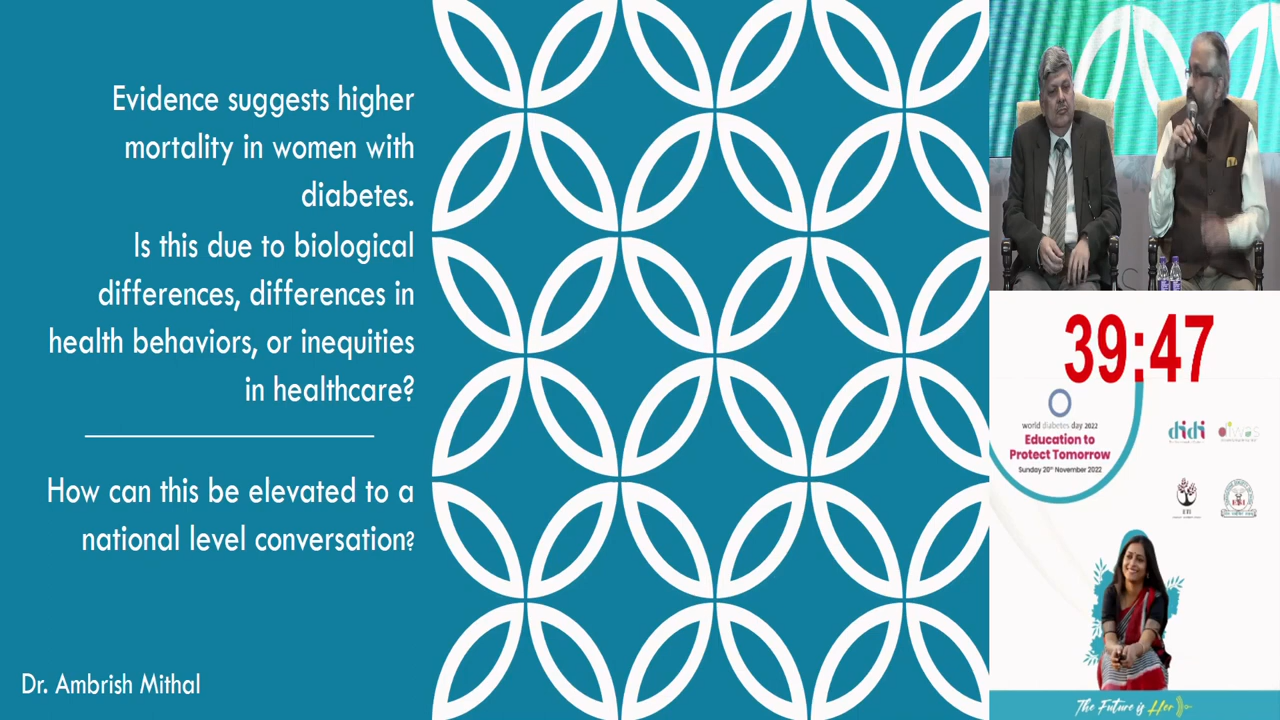 Evidence suggests higher
mortality in women with
diabetes.
Is this due to biological
differences, differences in
health behaviors, or inequities
in healthcare?
How can this be elevated to a
national level conversation?
Dr. Ambrish Mithal
39:47
world diabetes day 2022
Education to
Protect Tomorrow
Sunday 20th November 2022
didi
The Future is Her